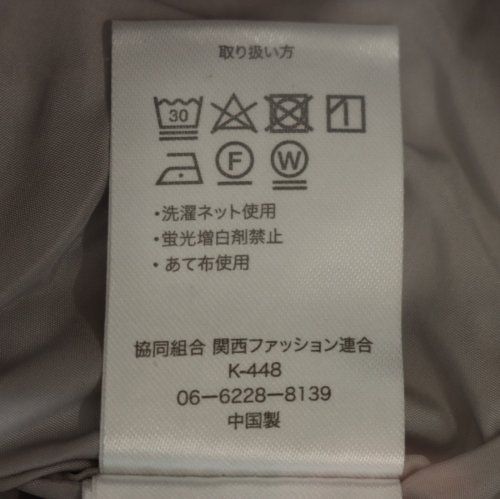 取り扱い方
30
F W
・洗濯ネット使用
・蛍光増白剤禁止
・あて布使用
協同組合 関西ファッション連合
K-448
06-6228-8139
中国製